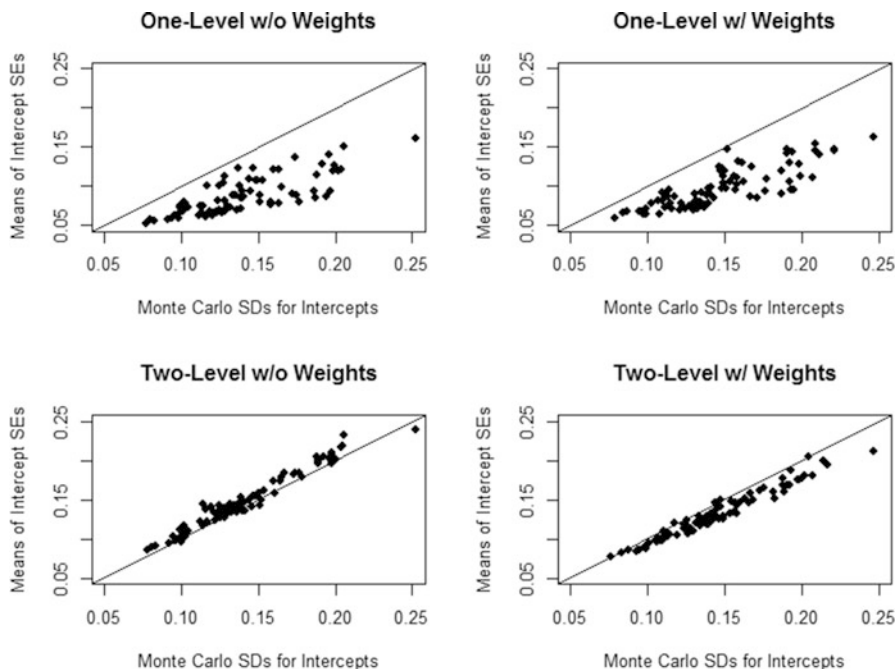 One-Level w/o Weights
Means of Intercept SEs
0.25
0.15
0.05
0.05 0.10 0.15 0.20 0.25
Monte Carlo SDs for Intercepts
One-Level w/ Weights
Means of Intercept SEs
0.25
0.15
0.05
0.05 0.10 0.15 0.20 0.25
Monte Carlo SDs for Intercepts
Two-Level w/o Weights
Means of Intercept SEs
0.25
0.15
0.05
0.05 0.10 0.15 0.20 0.25
Monte Carlo SDs for Intercepts
Two-Level w/ Weights
Means of Intercept SEs
0.25
0.15
0.05
0.05 0.10 0.15 0.20 0.25
Monte Carlo SDs for Intercepts